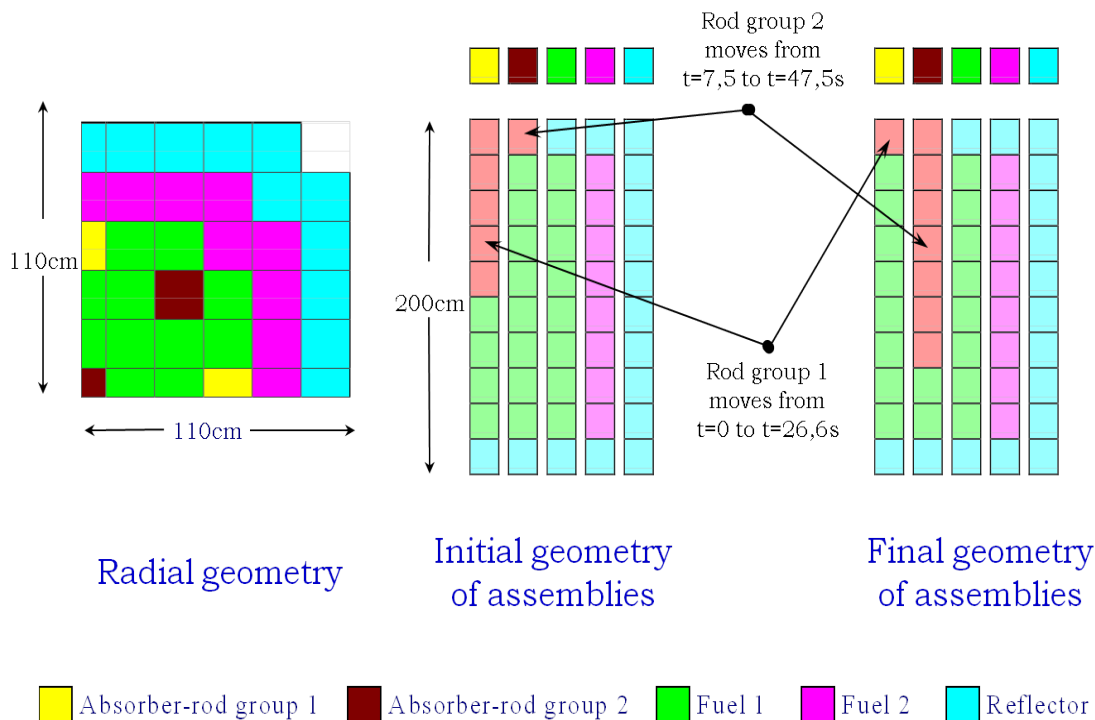 Rod group 2
moves from
t=7,5 to t=47,5s
110cm
200cm
110cm
Rod group 1
moves from
t=0 to t=26,6s
Radial geometry
Initial geometry
of assemblies
Final geometry
of assemblies
Absorber-rod group 1
Absorber-rod group 2
Fuel 1
Fuel 2
Reflector